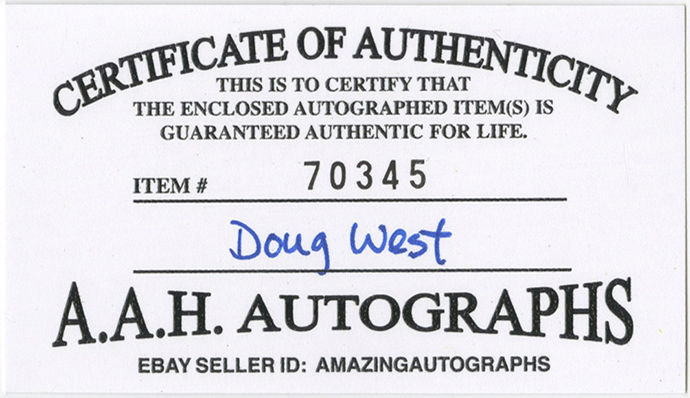 CERTIFICATE OF AUTHENTICITY
THIS IS TO CERTIFY THAT
THE ENCLOSED AUTOGRAPHED ITEM(S) IS
GUARANTEED AUTHENTIC FOR LIFE.
ITEM # 70345
Doug West
A.A.H. AUTOGRAPHS
EBAY SELLER ID: AMAZINGAUTOGRAPHS